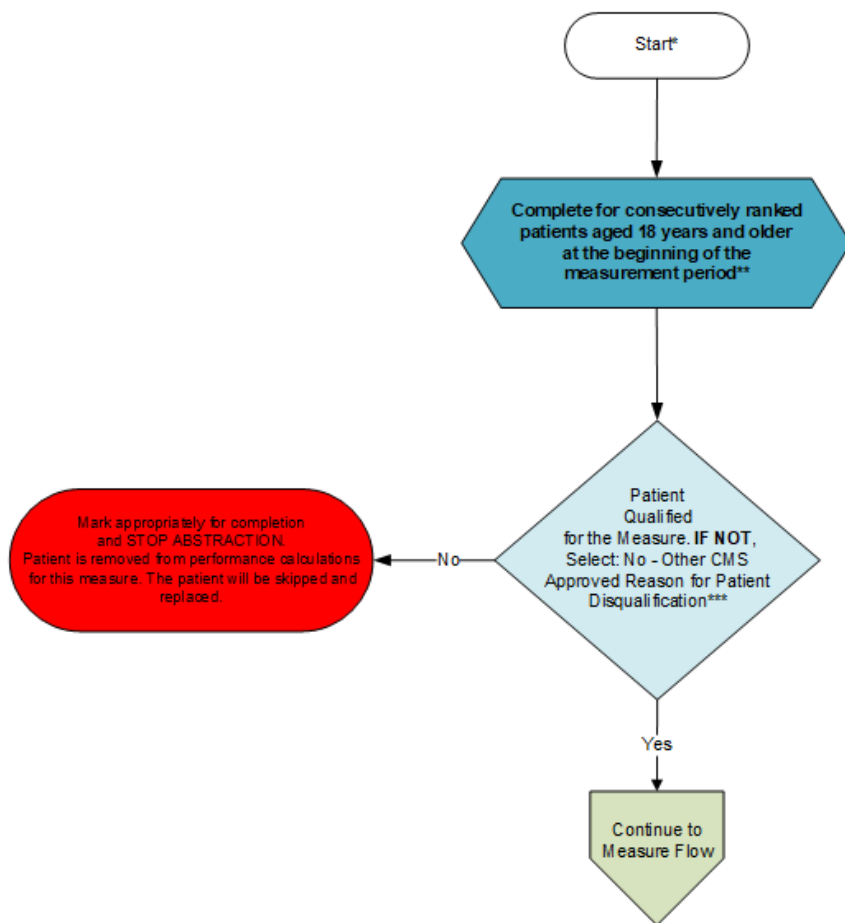 Start*
Complete for consecutively ranked
patients aged 18 years and older
at the beginning of the
measurement period**
Patient
Qualified
for the Measure. IF NOT,
Select: No - Other CMS
Approved Reason for Patient
Disqualification***
No
Mark appropriately for completion
and STOP ABSTRACTION.
Patient is removed from performance calculations
for this measure. The patient will be skipped and
replaced.
Yes
Continue to
Measure Flow